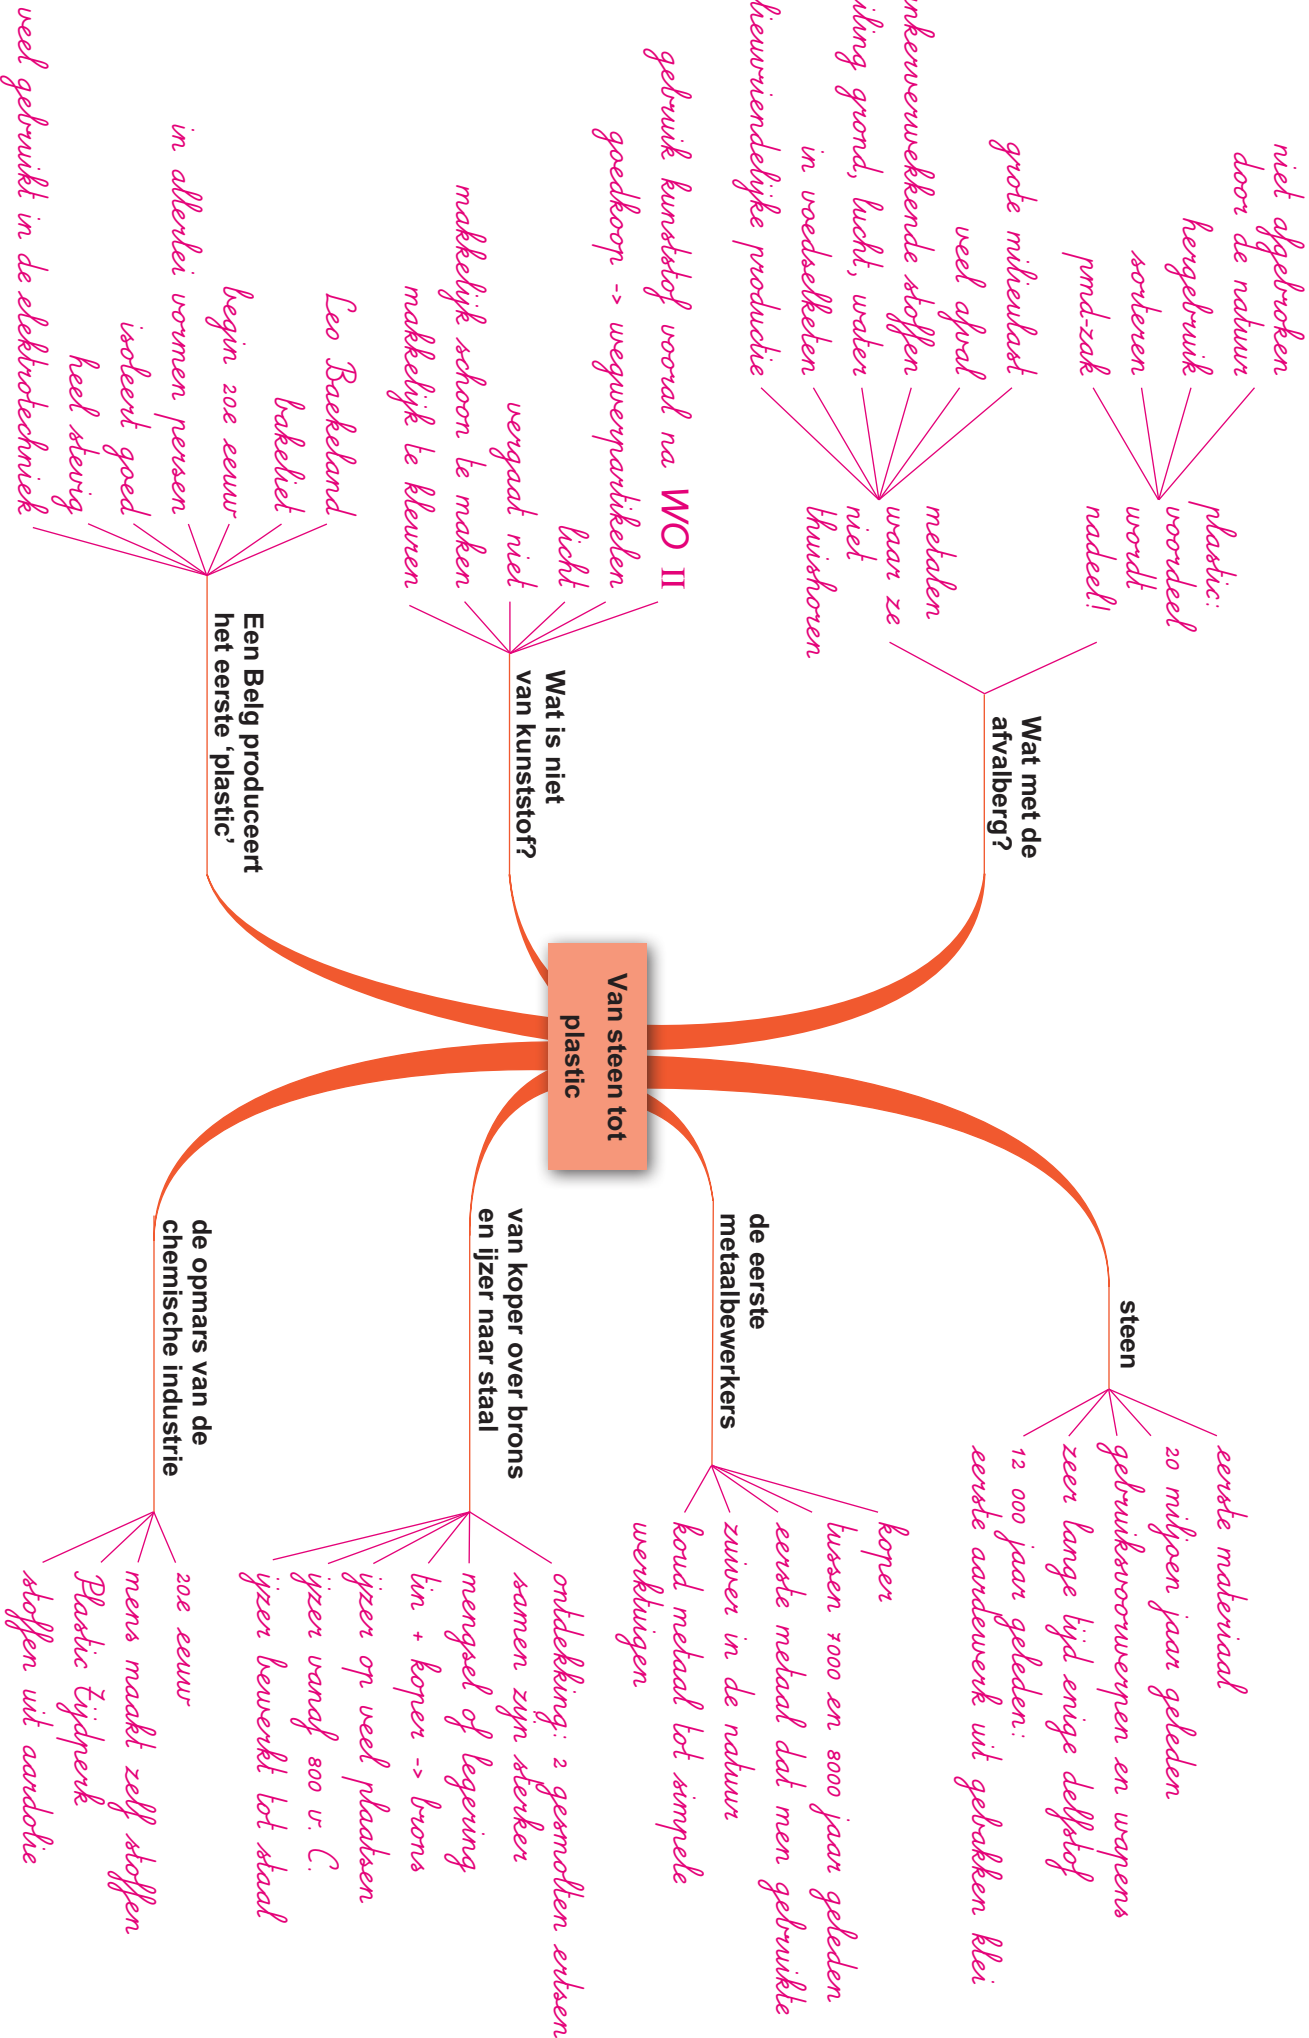 Van steen tot
plastic
steen
eerste materiaal
20 miljoen jaar geleden
gebruiksvoorwerpen en wapens
zeer lange tijd enige delfstof
12 000 jaar geleden:
eerste aardewerk uit gebakken klei
de eerste
metaalbewerkers
koper
tussen 7000 en 8000 jaar geleden
eerste metaal dat men gebruikte
zuiver in de natuur
koud metaal tot simpele
werktuigen
van koper over brons
en ijzer naar staal
ontdekking: 2 gesmolten ertsen
samen zijn sterker
mengsel of legering
tin + koper -> brons
ijzer op veel plaatsen
ijzer vanaf 800 v. C.
ijzer bewerkt tot staal
de opmars van de
chemische industrie
20e eeuw
mens maakt zelf stoffen
Plastic Tijdperk
stoffen uit aardolie
Een Belg produceert
het eerste ‘plastic’
Leo Baekeland
bakeliet
begin 20e eeuw
in allerlei vormen persen
isoleert goed
heel stevig
veel gebruikt in de elektrotechniek
Wat is niet
van kunststof?
gebruik kunststof vooral na WO II
goedkoop -> wegwerpartikelen
licht
vergaat niet
makkelijk schoon te maken
makkelijk te kleuren
Wat met de
afvalberg?
plastic:
voordeel
wordt
nadeel!
niet afgebroken
door de natuur
hergebruik
sorteren
pmd-zak
metalen
waar ze
niet
thuishoren
grote milieulast
veel afval
nkerverwekkende stoffen
iling grond, lucht, water
in voedselketen
lieuvriendelijke productie